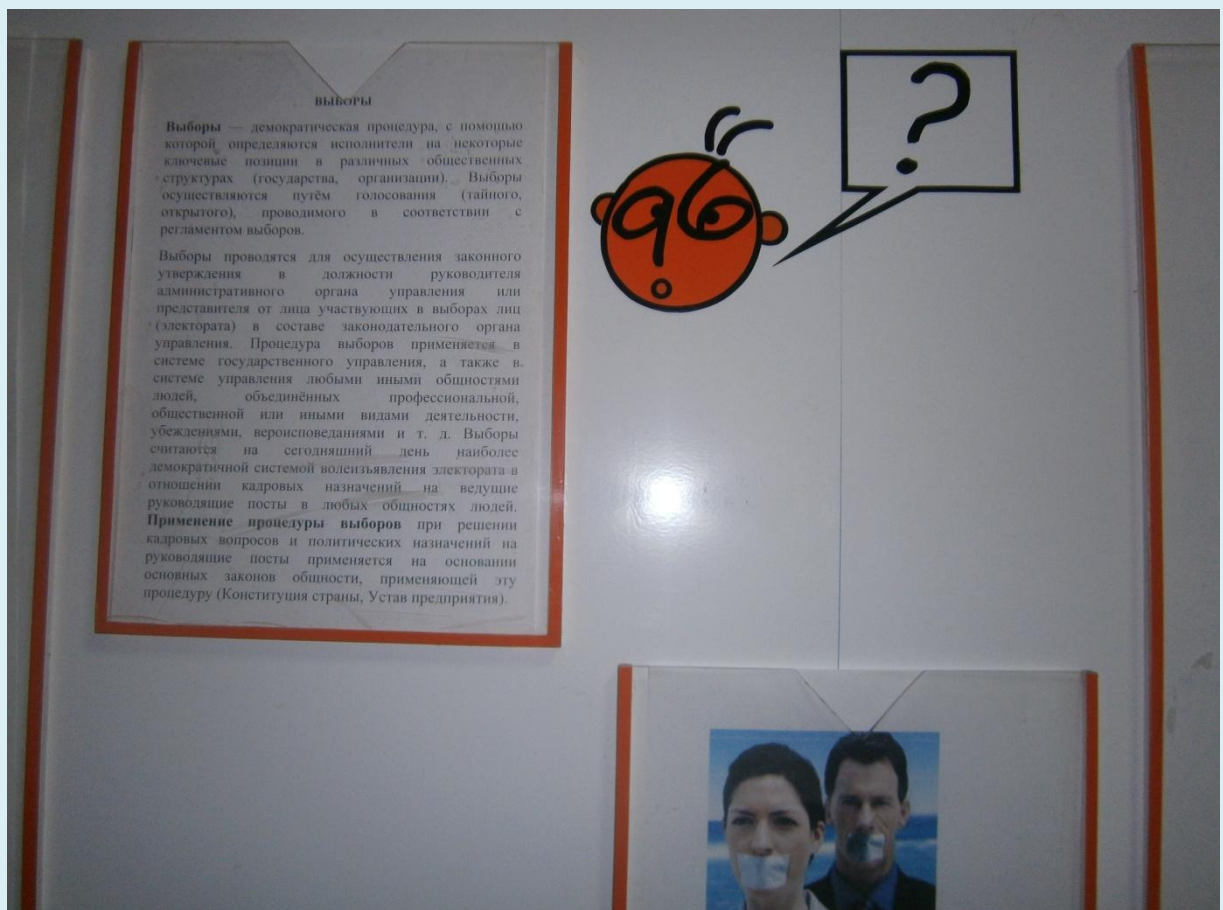 ВЫБОРЫ
Выборы — демократическая процедура, с помощью
которой определяются исполнители на некоторые
ключевые позиции в различных общественных
структурах (государства, организации). Выборы
осуществляются путём голосования (тайного,
открытого), проводимого в соответствии с
регламентом выборов.
Выборы проводятся для осуществления законного
утверждения в должности руководителя
административного органа управления или
представителя от лица участвующих в выборах лиц
(электората) в составе законодательного органа
управления. Процедура выборов применяется в
системе государственного управления, а также в
системе управления любыми иными общностями
людей, объединённых профессиональной,
общественной или иными видами деятельности,
убеждениями, вероисповеданиями и т. д. Выборы
считаются на сегодняшний день наиболее
демократичной системой волеизъявления электората в
отношении кадровых назначений на ведущие
руководящие посты в любых общностях людей.
Применение процедуры выборов при решении
кадровых вопросов и политических назначений на
руководящие посты применяется на основании
основных законов общности, применяющей эту
процедуру (Конституция страны, Устав предприятия).
?